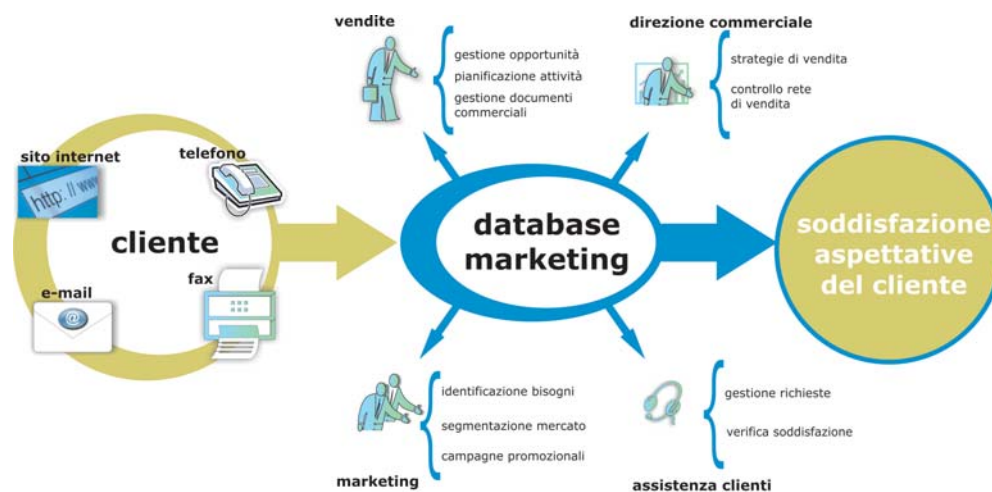 vendite
gestione opportunità
pianificazione attività
gestione documenti
commerciali
direzione commerciale
strategie di vendita
controllo rete
di vendita
sito internet
http: // www
telefono
cliente
e-mail
@
fax
database
marketing
soddisfazione
aspettative
del cliente
identificazione bisogni
segmentazione mercato
campagne promozionali
marketing
gestione richieste
verifica soddisfazione
assistenza clienti